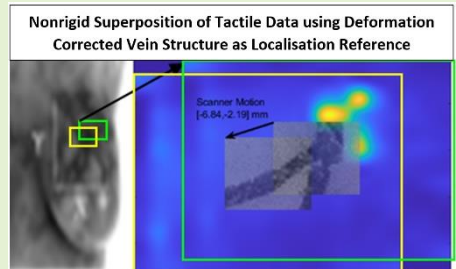 Nonrigid Superposition of Tactile Data using Deformation
Corrected Vein Structure as Localisation Reference
Scanner Motion
[-6.84,-2.19] mm